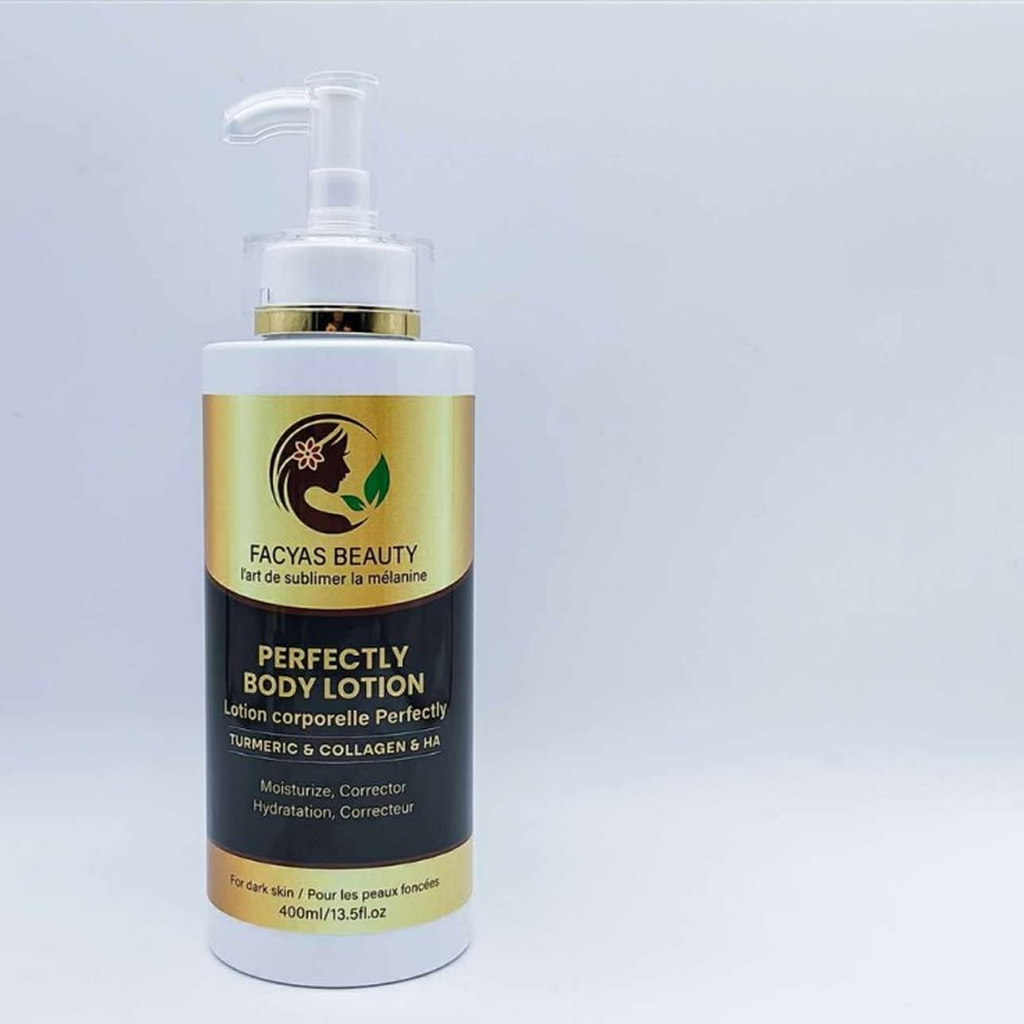 FACYAS BEAUTY
l'art de sublimer la mélanine
PERFECTLY
BODY LOTION
Lotion corporelle Perfectly
TURMERIC & COLLAGEN & HA
Moisturize, Corrector
Hydratation, Correcteur
For dark skin / Pour les peaux foncées
400ml/13.5fl.oz